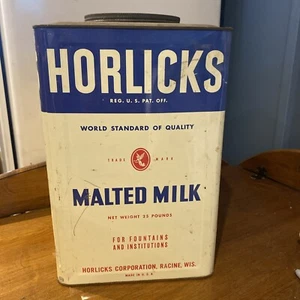 HORLICKS
REG. U. S. PAT. OFF.
WORLD STANDARD OF QUALITY
TRADE MARK
MALTED MILK
NET WEIGHT 25 POUNDS
FOR FOUNTAINS
AND INSTITUTIONS
HORLICKS CORPORATION, RACINE, WIS.
MADE IN U. S. A.